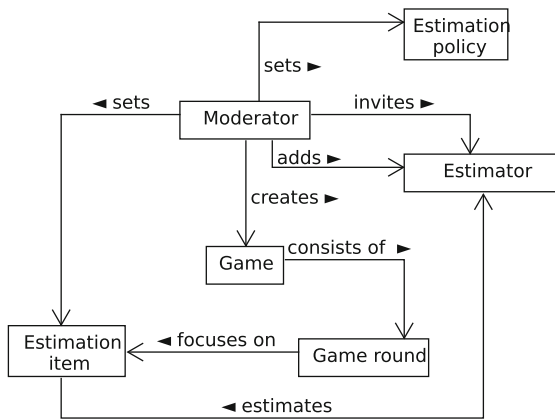 Estimation
policy
sets ►
◄ sets
invites ►
Moderator
adds ►
Estimator
creates ►
consists of ►
Game
◄ focuses on
Estimation
item
Game round
◄ estimates